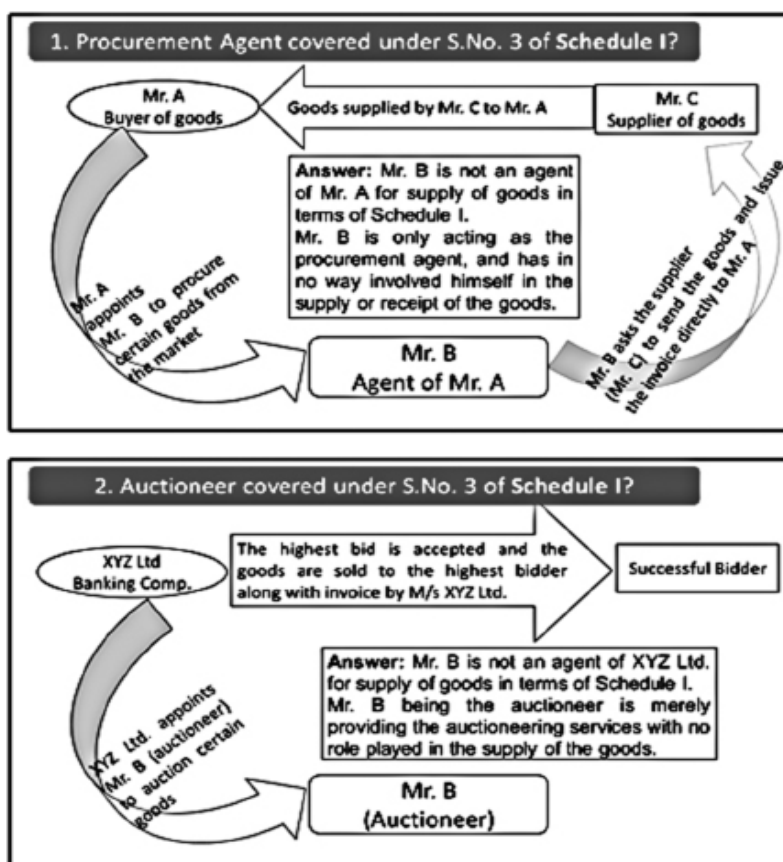 1. Procurement Agent covered under S.No. 3 of Schedule I?
Mr. A
Buyer of goods
Goods supplied by Mr. C to Mr. A
Mr. C
Supplier of goods
Answer: Mr. B is not an agent
of Mr. A for supply of goods in
terms of Schedule I.
Mr. B is only acting as the
procurement agent, and has in
no way involved himself in the
supply or receipt of the goods.
Mr. A
appoints
Mr. B to procure
certain goods from
the market
Mr. B
Agent of Mr. A
Mr. B asks the supplier
(Mr. C) to send the goods and issue
the invoice directly to Mr. A
2. Auctioneer covered under S.No. 3 of Schedule I?
XYZ Ltd
Banking Comp.
The highest bid is accepted and the
goods are sold to the highest bidder
along with invoice by M/s XYZ Ltd.
Successful Bidder
Answer: Mr. B is not an agent of XYZ Ltd.
for supply of goods in terms of Schedule I.
Mr. B being the auctioneer is merely
providing the auctioneering services with no
role played in the supply of the goods.
XYZ Ltd. appoints
Mr. B (auctioneer)
to auction certain
goods
Mr. B
(Auctioneer)